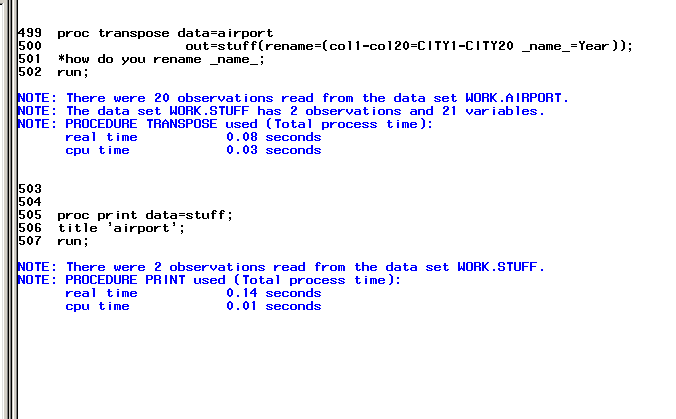 499  proc transpose data=airport
500                  out=stuff(rename=(col1-col20=CITY1-CITY20 _name_=Year));
501  *how do you rename _name_;
502  run;
NOTE: There were 20 observations read from the data set WORK.AIRPORT.
NOTE: The data set WORK.STUFF has 2 observations and 21 variables.
NOTE: PROCEDURE TRANSPOSE used (Total process time):
      real time           0.08 seconds
      cpu time            0.03 seconds
503
504
505  proc print data=stuff;
506  title 'airport';
507  run;
NOTE: There were 2 observations read from the data set WORK.STUFF.
NOTE: PROCEDURE PRINT used (Total process time):
      real time           0.14 seconds
      cpu time            0.01 seconds